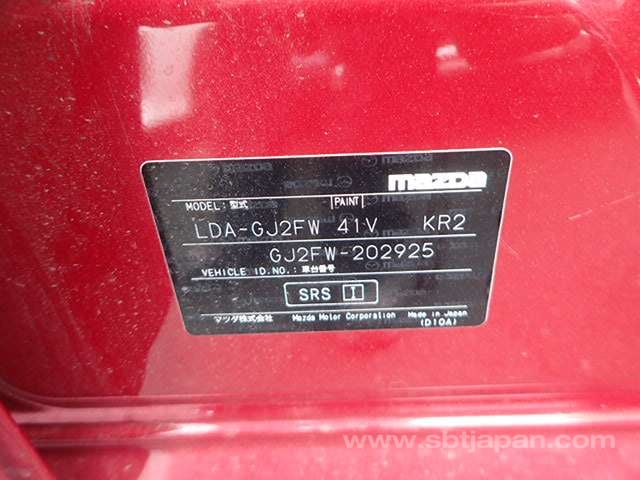 mazDa
MODEL: 型式 PAINT
LDA-GJ2FW 41V KR2
GJ2FW-202925
VEHICLE ID.NO.: 車台番号
SRS I
マツダ株式会社 Mazda Motor Corporation Made in Japan
(D10A)
www.sbtjapan.com